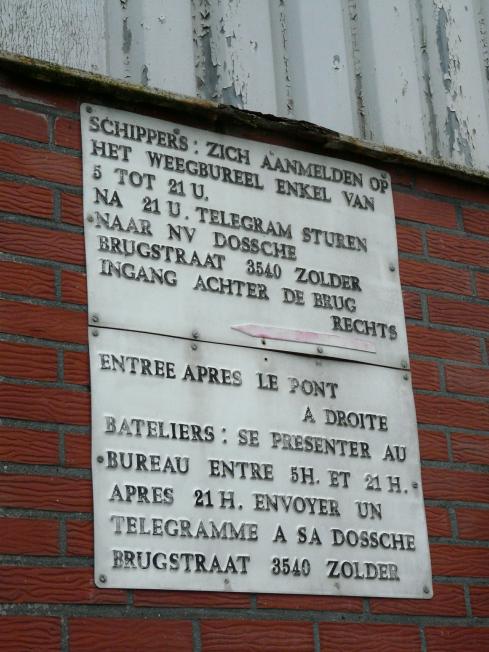 SCHIPPERS: ZICH AANMELDEN OP
HET WEEGBUREEL ENKEL VAN
5 TOT 21 U.
NA 21 U. TELEGRAM STUREN
NAAR NV DOSSCHE
BRUGSTRAAT 3540 ZOLDER
INGANG ACHTER DE BRUG
RECHTS
ENTREE APRES LE PONT
A DROITE
BATELIERS: SE PRESENTER AU
BUREAU ENTRE 5H. ET 21H.
APRES 21H. ENVOYER UN
TELEGRAMME A SA DOSSCHE
BRUGSTRAAT 3540 ZOLDER